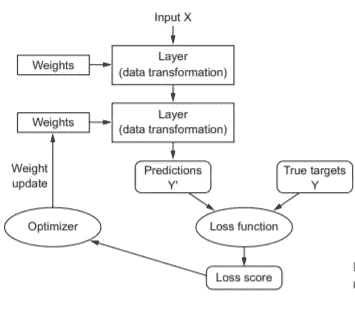 Input X
Layer
(data transformation)
Weights
Layer
(data transformation)
Weights
Weight
update
Predictions
Y'
True targets
Y
Optimizer
Loss function
Loss score